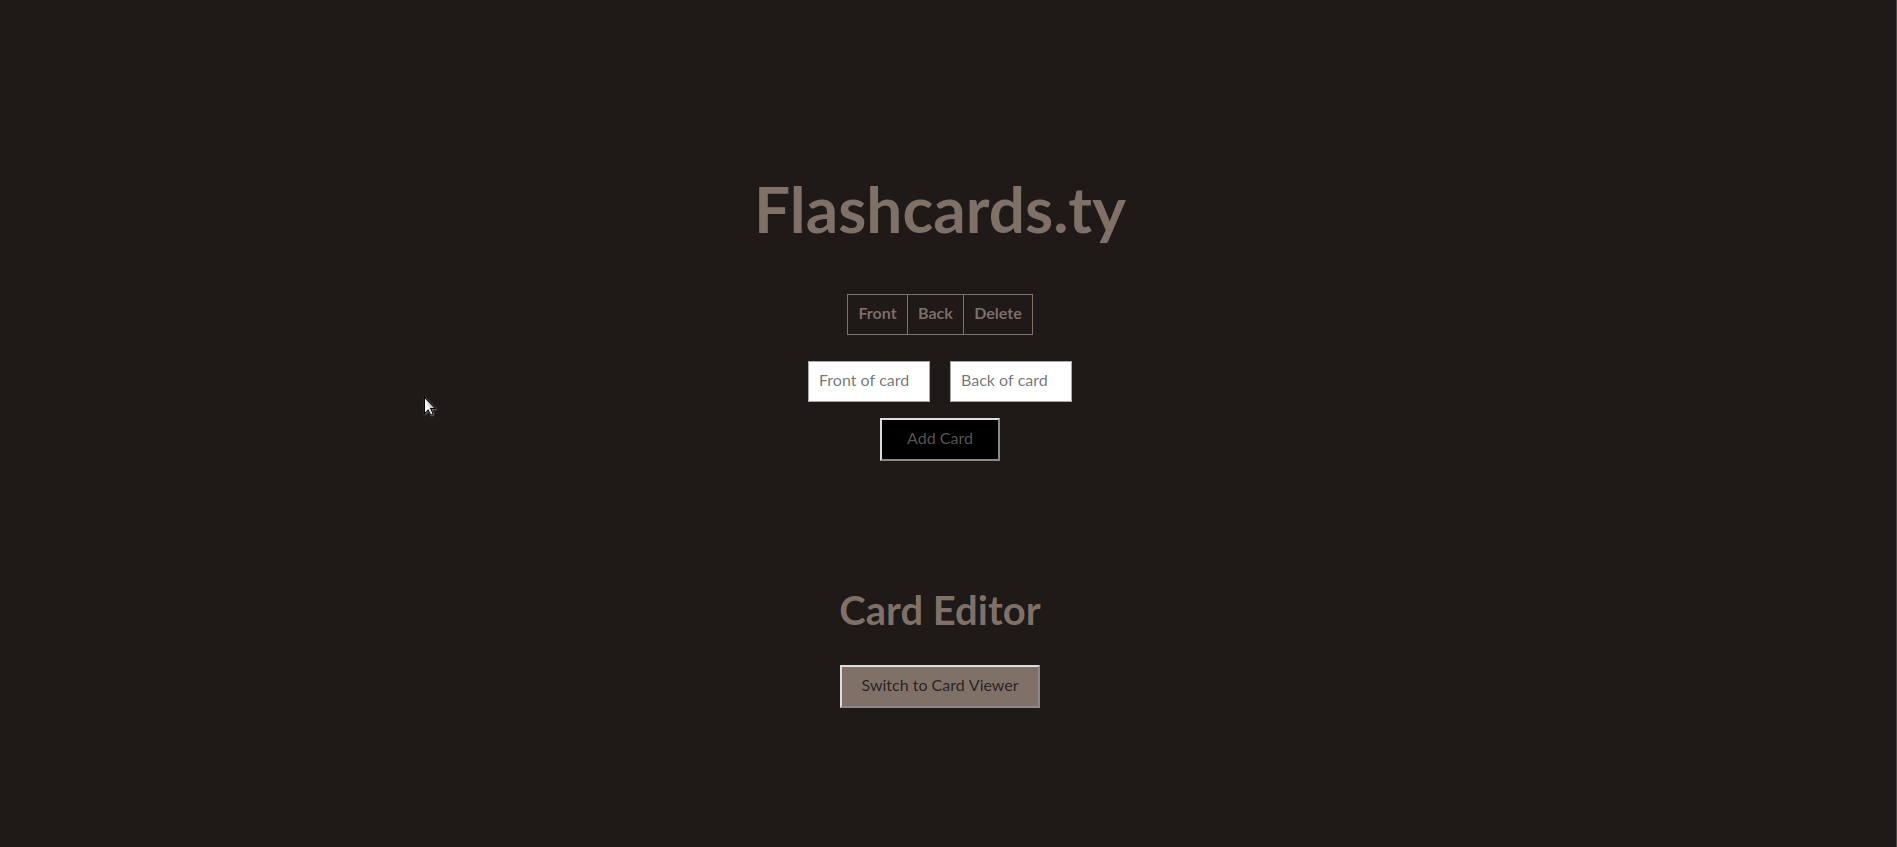 Flashcards.ty
Front Back Delete
Front of card Back of card
Add Card
Card Editor
Switch to Card Viewer